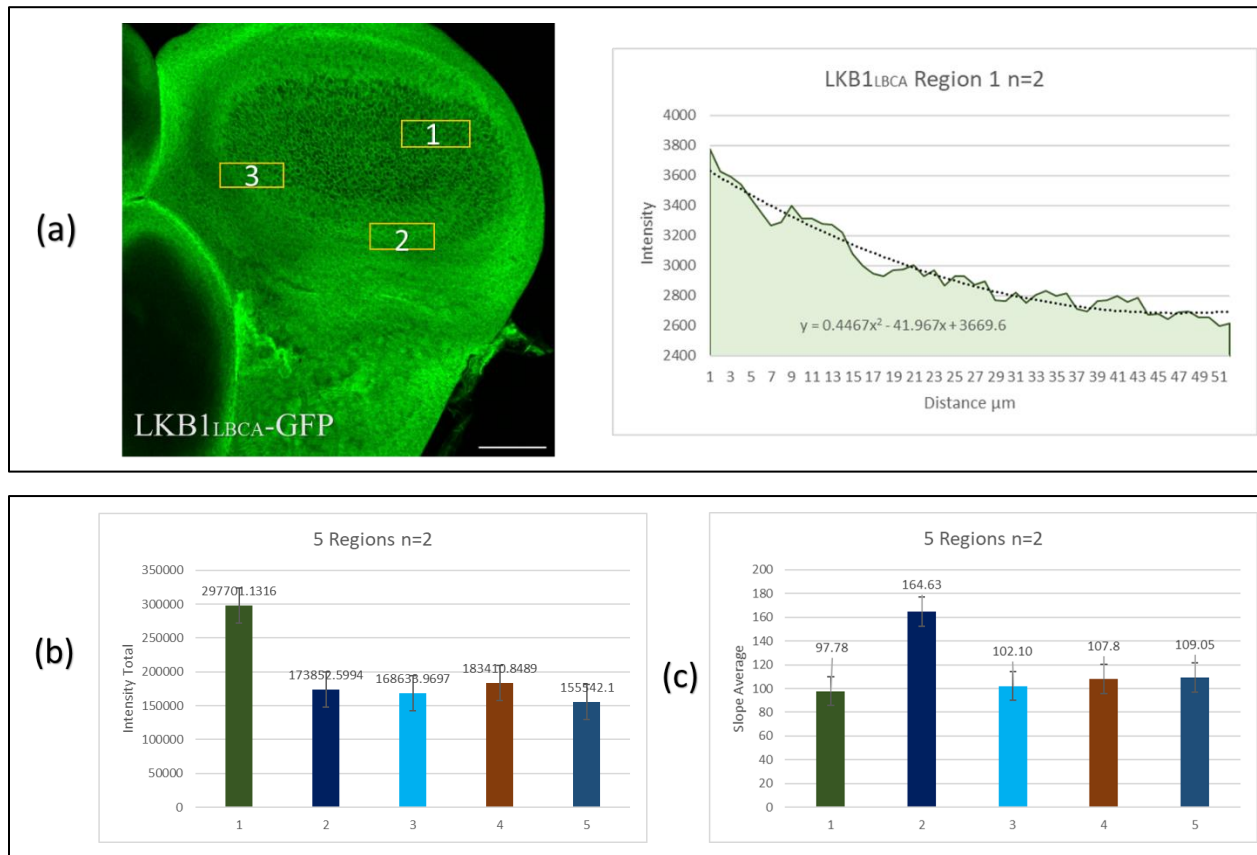 (a)
1
3
2
LKB1LBCA-GFP
LKB1LBCA Region 1 n=2
Intensity
4000
3800
3600
3400
3200
3000
2800
2600
2400
y = 0.4467x² - 41.967x + 3669.6
1 3 5 7 9 11 13 15 17 19 21 23 25 27 29 31 33 35 37 39 41 43 45 47 49 51
Distance µm
(b)
5 Regions n=2
Intensity Total
350000
300000
250000
200000
150000
100000
50000
0
297701.1316
173852.5994
183410.8489
1 2 3 4 5
(c)
5 Regions n=2
Slope Average
200
180
160
140
120
100
80
60
40
20
0
97.78
164.63
102.10
107.8
109.05
1 2 3 4 5